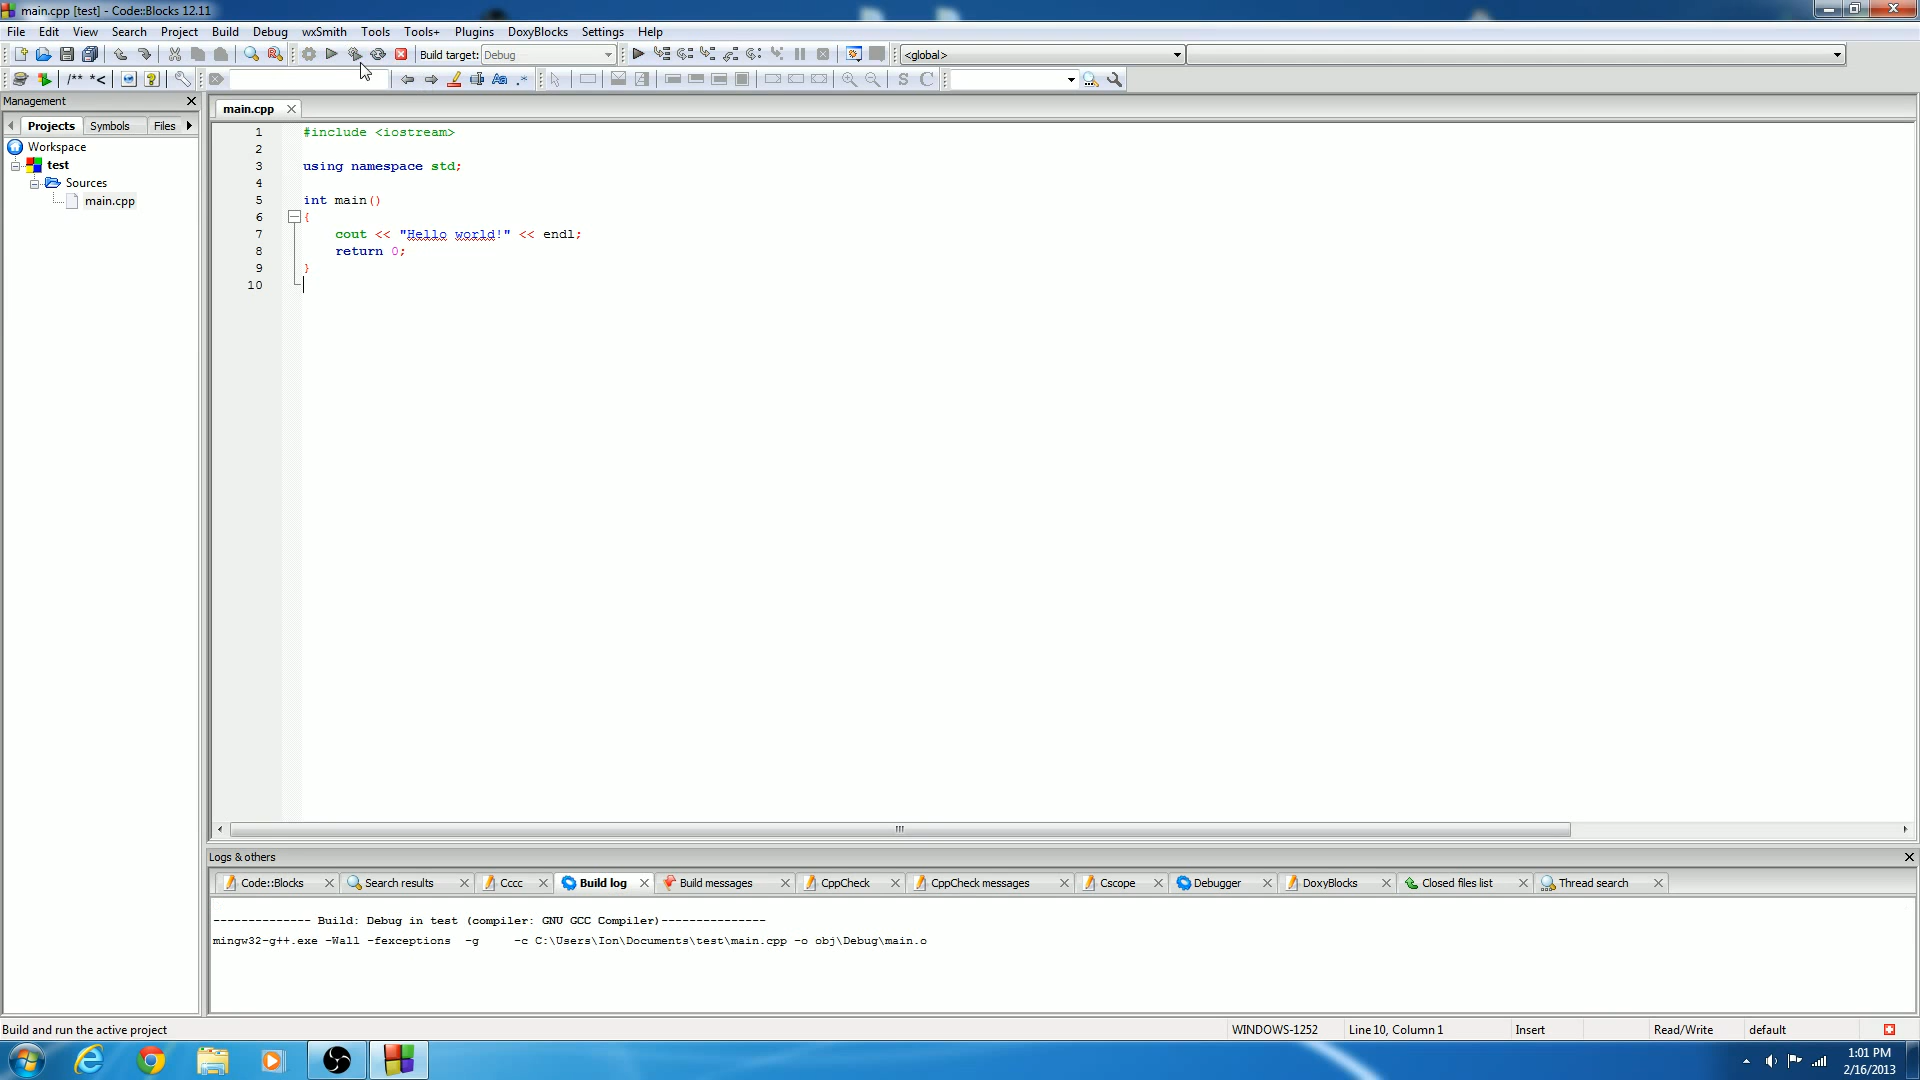 main.cpp [test] - Code::Blocks 12.11
File Edit View Search Project Build Debug wxSmith Tools Tools+ Plugins DoxyBlocks Settings Help
Build target: Debug <global>
/** *< Aa .* S C
Management
Projects Symbols Files
main.cpp
Workspace
test
Sources
main.cpp
1 #include <iostream>
2
3 using namespace std;
4
5 int main()
6 {
7 cout << "Hello world!" << endl;
8 return 0;
9 }
10
Logs & others
Code::Blocks Search results Cccc Build log Build messages CppCheck CppCheck messages Cscope Debugger DoxyBlocks Closed files list Thread search
-------------- Build: Debug in test (compiler: GNU GCC Compiler)---------------
mingw32-g++.exe -Wall -fexceptions -g -c C:\Users\Ion\Documents\test\main.cpp -o obj\Debug\main.o
Build and run the active project WINDOWS-1252 Line 10, Column 1 Insert Read/Write default
1:01 PM
2/16/2013